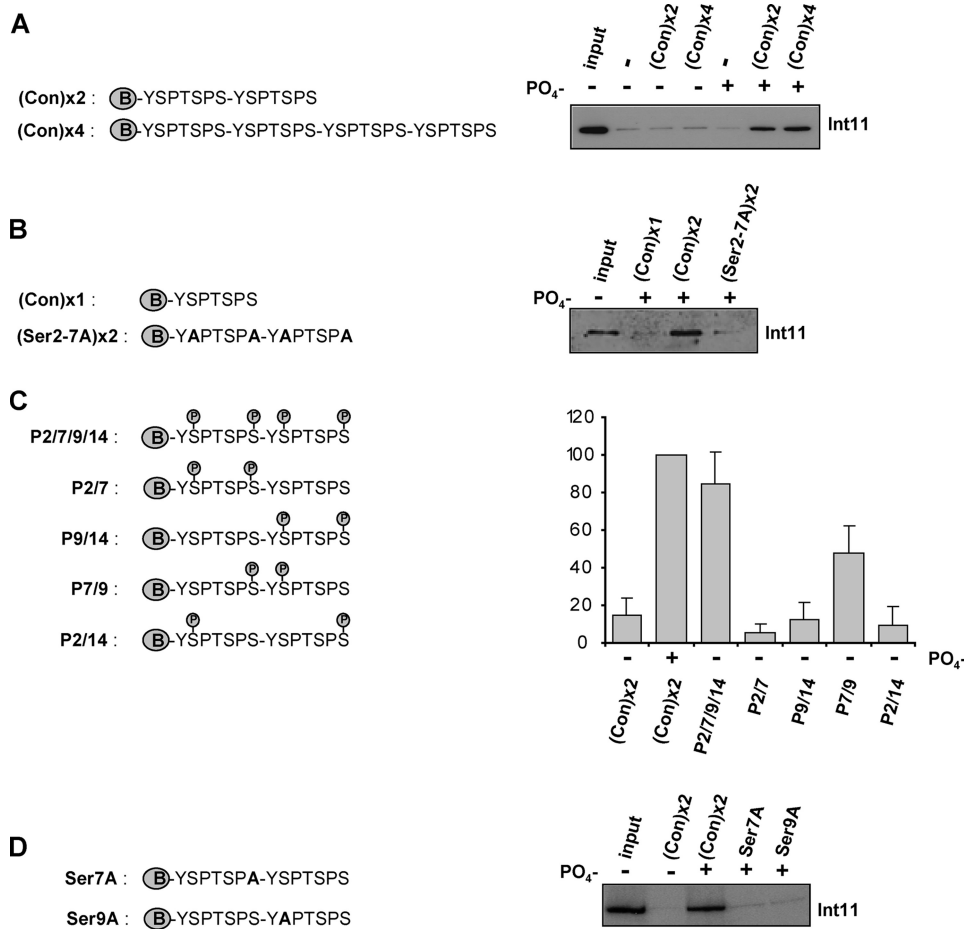 A
(Con)x2 : B-YSPTSPS-YSPTSPS
(Con)x4 : B-YSPTSPS-YSPTSPS-YSPTSPS-YSPTSPS
input - (Con)x2 (Con)x4 - (Con)x2 (Con)x4
PO4- - - - - + + +
Int11
B
(Con)x1 : B-YSPTSPS
(Ser2-7A)x2 : B-YAPTSPA-YAPTSPA
input (Con)x1 (Con)x2 (Ser2-7A)x2
PO4- - + + +
Int11
C
P P P P
P2/7/9/14 : B-YSPTSPS-YSPTSPS
P P
P2/7 : B-YSPTSPS-YSPTSPS
P P
P9/14 : B-YSPTSPS-YSPTSPS
P P
P7/9 : B-YSPTSPS-YSPTSPS
P P
P2/14 : B-YSPTSPS-YSPTSPS
120
100
80
60
40
20
0
- + - - - - - PO4-
(Con)x2 (Con)x2 P2/7/9/14 P2/7 P9/14 P7/9 P2/14
D
Ser7A : B-YSPTSPA-YSPTSPS
Ser9A : B-YSPTSPS-YAPTSPS
input (Con)x2 (Con)x2 Ser7A Ser9A
PO4- - - + + +
Int11